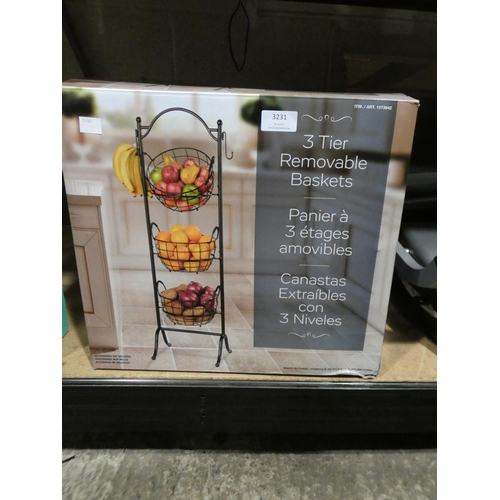 3231
3 Tier
Removable
Baskets
Panier à
3 étages
amovibles
Canastas
Extraíbles
con
3 Niveles